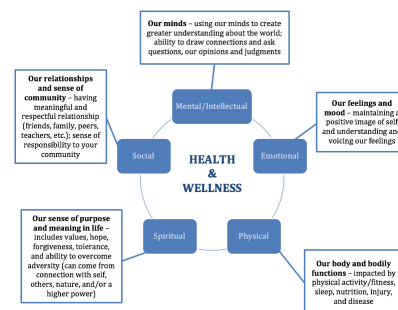 Our minds – using our minds to create
greater understanding about the world;
ability to draw connections and ask
questions, our opinions and judgments
Mental/Intellectual
Our relationships
and sense of
community – having
meaningful and
respectful relationship
(friends, family, peers,
teachers, etc.); sense of
responsibility to your
community
Our feelings and
mood – maintaining a
positive image of self
and understanding and
voicing our feelings
Social
Emotional
HEALTH
&
WELLNESS
Spiritual
Physical
Our sense of purpose
and meaning in life –
includes values, hope,
forgiveness, tolerance,
and ability to overcome
adversity (can come from
connection with self,
others, nature, and/or a
higher power)
Our body and bodily
functions – impacted by
physical activity/fitness,
sleep, nutrition, injury,
and disease